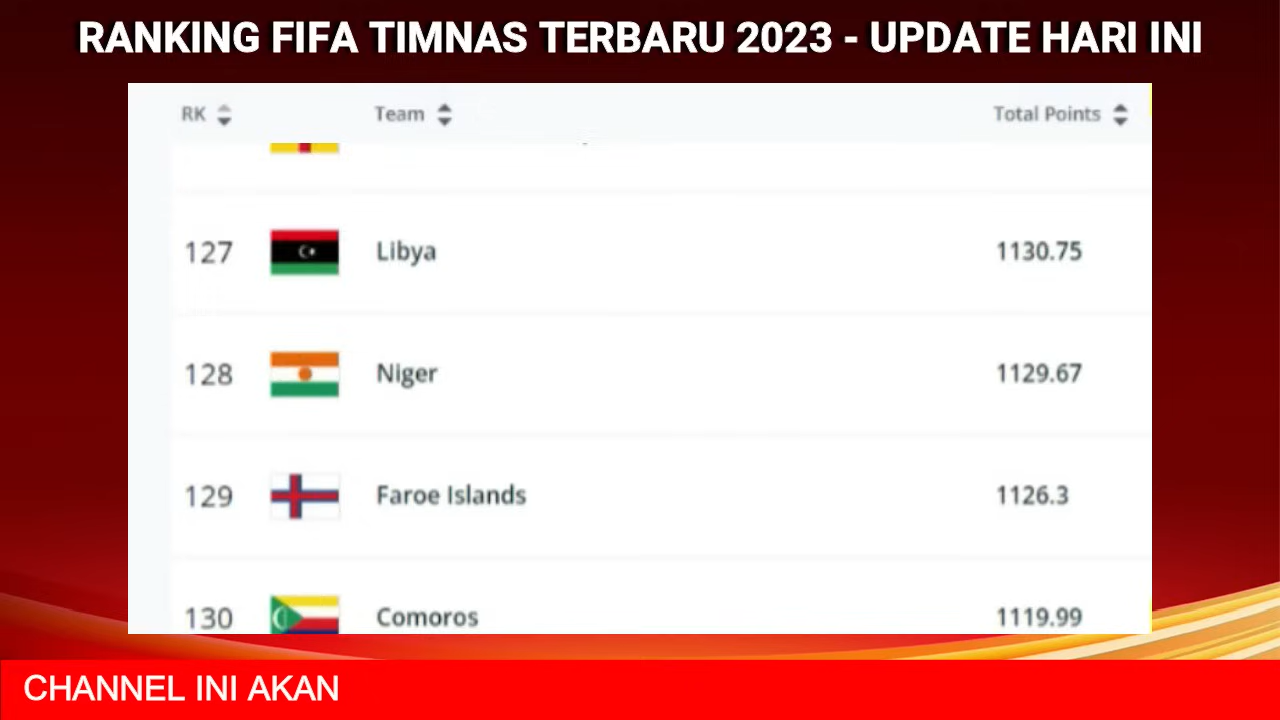 RANKING FIFA TIMNAS TERBARU 2023 - UPDATE HARI INI
RK Team Total Points
127 Libya 1130.75
128 Niger 1129.67
129 Faroe Islands 1126.3
130 Comoros 1119.99
CHANNEL INI AKAN